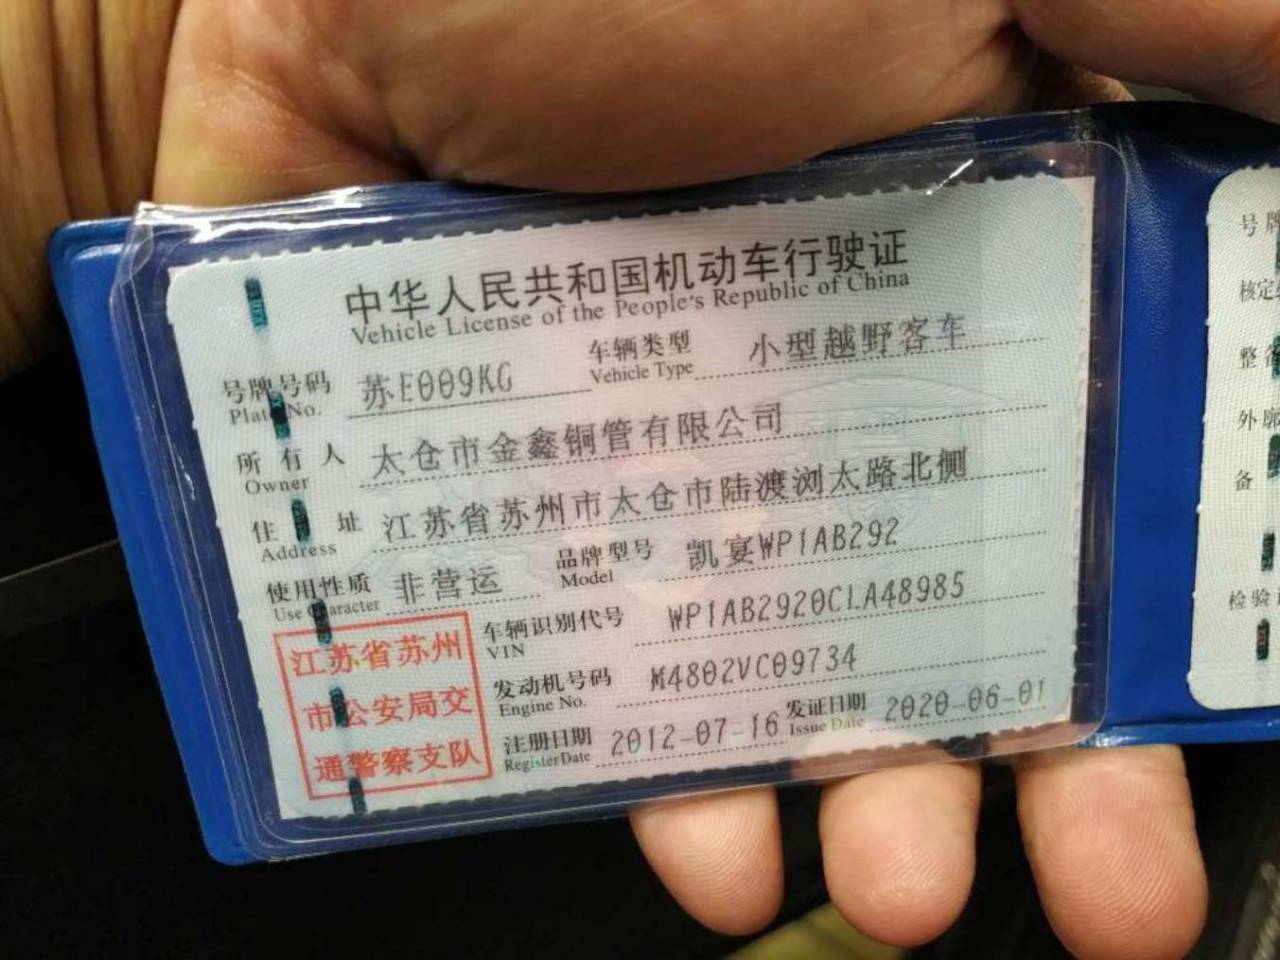 中华人民共和国机动车行驶证
Vehicle License of the People's Republic of China
号牌号码 苏E009KG 车辆类型 小型越野客车
Plate No. Vehicle Type
所有人 太仓市金鑫铜管有限公司
Owner
住址 江苏省苏州市太仓市陆渡浏太路北侧
Address
使用性质 非营运 品牌型号 凯宴WP1AB292
Use Character Model
车辆识别代号 WP1AB2920CLA48985
VIN
发动机号码 M4802VC09734
Engine No.
注册日期 2012-07-16 发证日期 2020-06-01
Register Date Issue Date
江苏省苏州
市公安局交
通警察支队
号牌
核定
整
外廓
备
检验